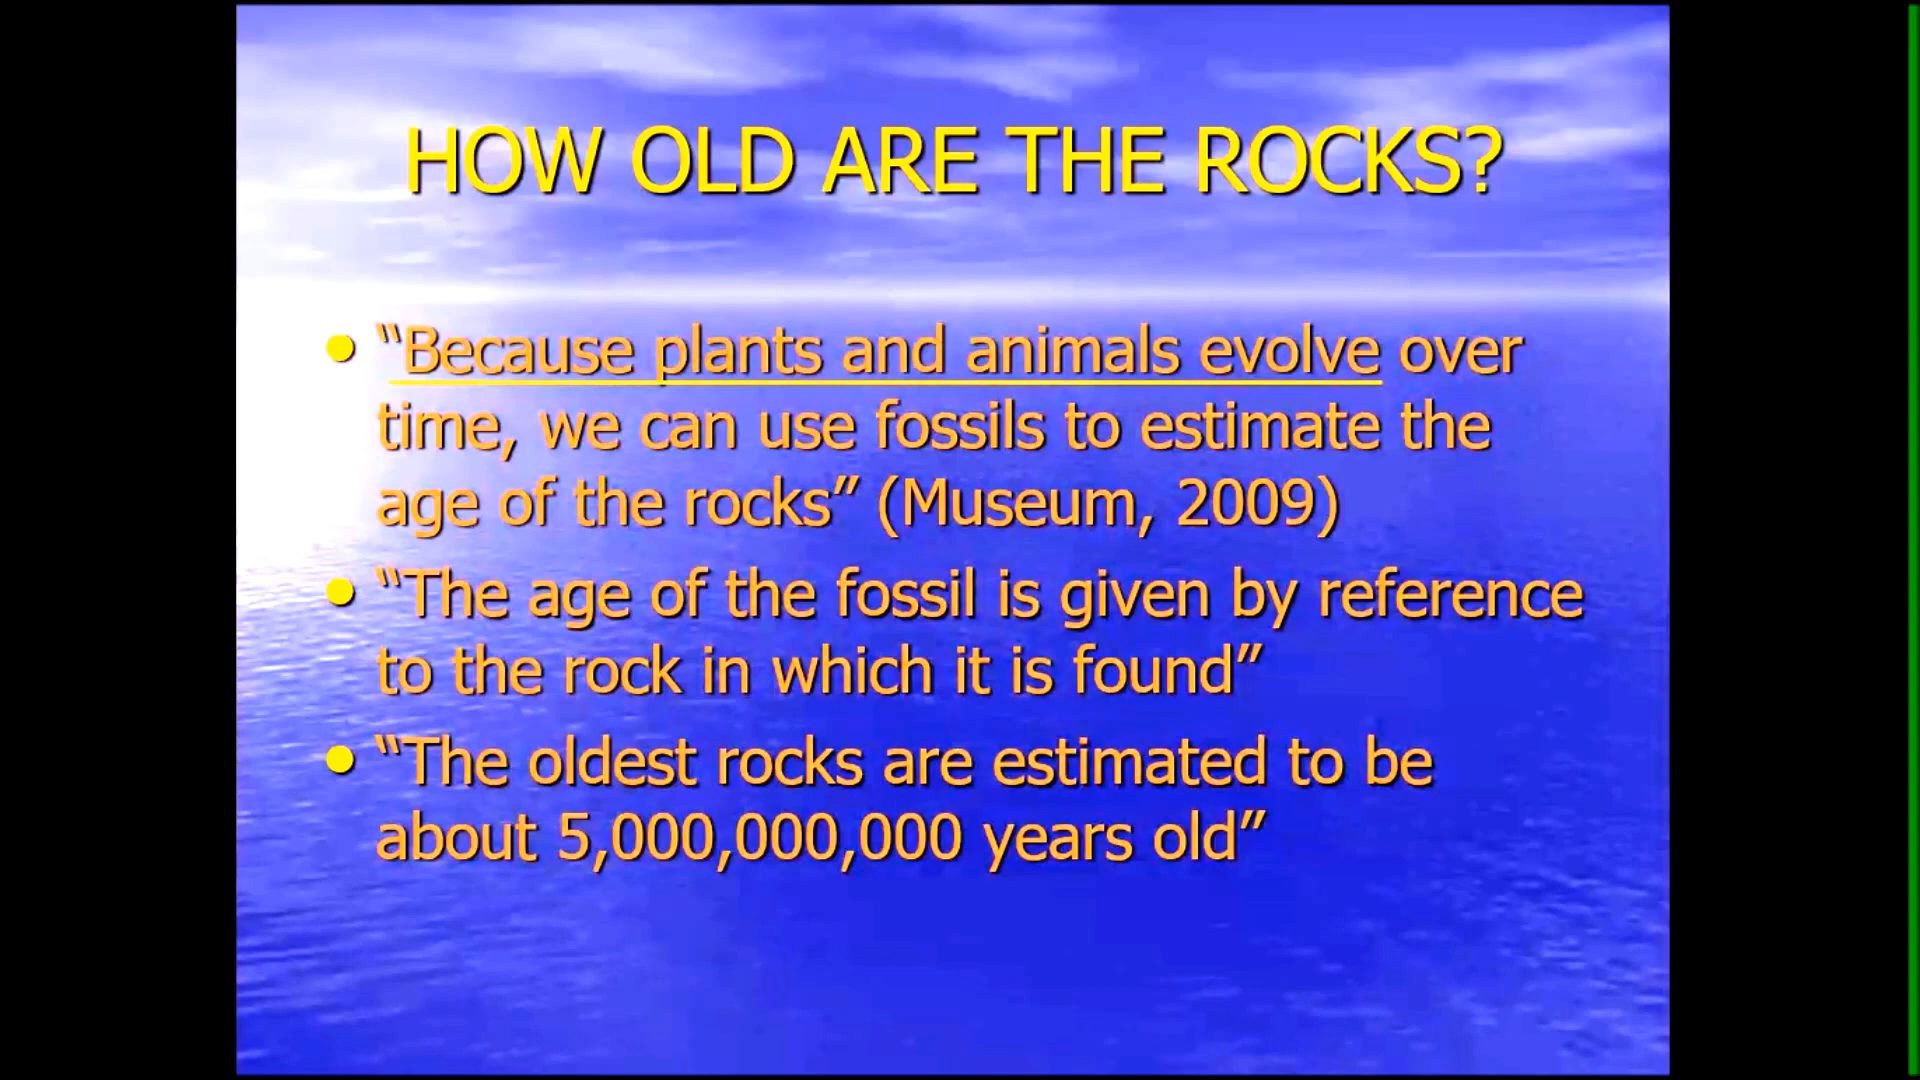 HOW OLD ARE THE ROCKS?
• “Because plants and animals evolve over
time, we can use fossils to estimate the
age of the rocks” (Museum, 2009)
• “The age of the fossil is given by reference
to the rock in which it is found”
• “The oldest rocks are estimated to be
about 5,000,000,000 years old”